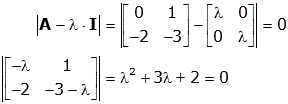 |A − λ · I| = |[0 1; −2 −3] − [λ 0; 0 λ]| = 0
|[−λ 1; −2 −3 − λ]| = λ² + 3λ + 2 = 0